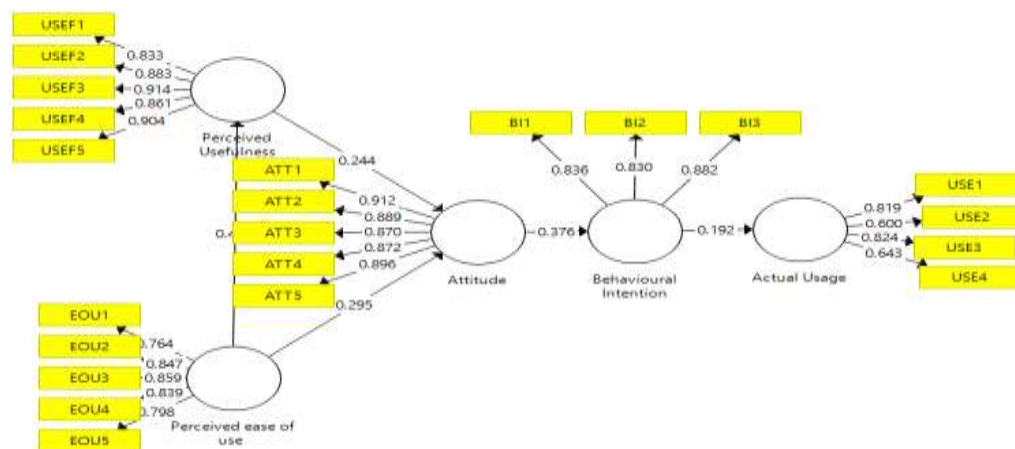 USEF1
USEF2
USEF3
USEF4
USEF5
0.833
0.883
0.914
0.861
0.904
Perceived
Usefulness
0.244
ATT1
ATT2
ATT3
ATT4
ATT5
0.912
0.889
0.870
0.872
0.896
Attitude
0.295
0.376
BI1
BI2
BI3
0.836
0.830
0.882
Behavioural
Intention
0.192
Actual Usage
0.819
0.600
0.824
0.643
USE1
USE2
USE3
USE4
EOU1
EOU2
EOU3
EOU4
EOU5
0.764
0.847
0.859
0.839
0.798
Perceived ease of
use